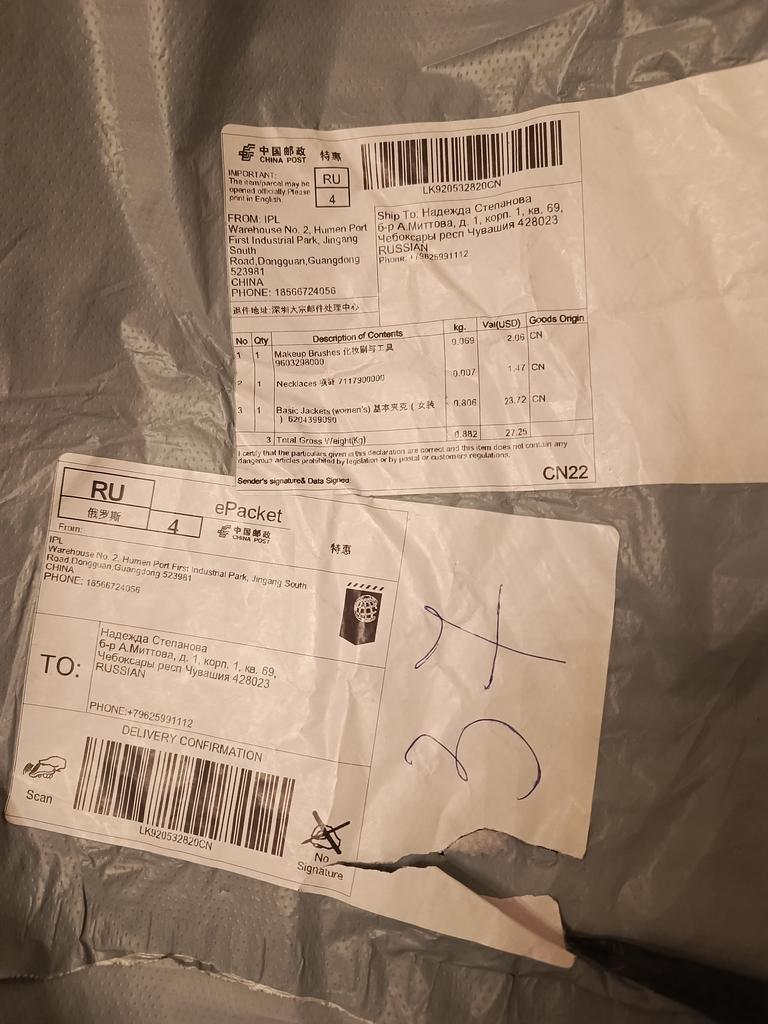 中国邮政
CHINA POST
特惠
IMPORTANT:
The item/parcel may be
opened officially.Please
print in English.
RU
4
LK920532820CN
FROM: IPL
Warehouse No. 2, Humen Port
First Industrial Park, Jingang
South
Road,Dongguan,Guangdong
523981
CHINA
PHONE: 18566724056
退件地址:深圳大宗邮件处理中心
Ship To: Надежда Степанова
б-р А.Миттова, д. 1, корп. 1, кв. 69,
Чебоксары респ Чувашия 428023
RUSSIAN
Phone: +79625991112
No Qty Description of Contents kg. Val(USD) Goods Origin
1 1 Makeup Brushes 化妆刷与工具 0.069 2.06 CN
9603298000
2 1 Necklaces 项链 7117900000 0.007 1.47 CN
3 1 Basic Jackets (women's) 基本夹克 ( 女装 0.806 23.72 CN
) 6204399090
3 Total Gross Weight(Kg) 0.882 27.25
I certify that the particulars given in this declaration are correct and this item does not contain any
dangerous articles prohibited by legislation or by postal or customs regulations.
Sender's signature& Data Signed:
CN22
RU
俄罗斯
4
ePacket
中国邮政
CHINA POST
特惠
From:
IPL
Warehouse No. 2, Humen Port First Industrial Park, Jingang South
Road,Dongguan,Guangdong 523981
CHINA
PHONE: 18566724056
TO:
Надежда Степанова
б-р А.Миттова, д. 1, корп. 1, кв. 69,
Чебоксары респ Чувашия 428023
RUSSIAN
PHONE:+79625991112
DELIVERY CONFIRMATION
Scan
LK920532820CN
No
Signature
37